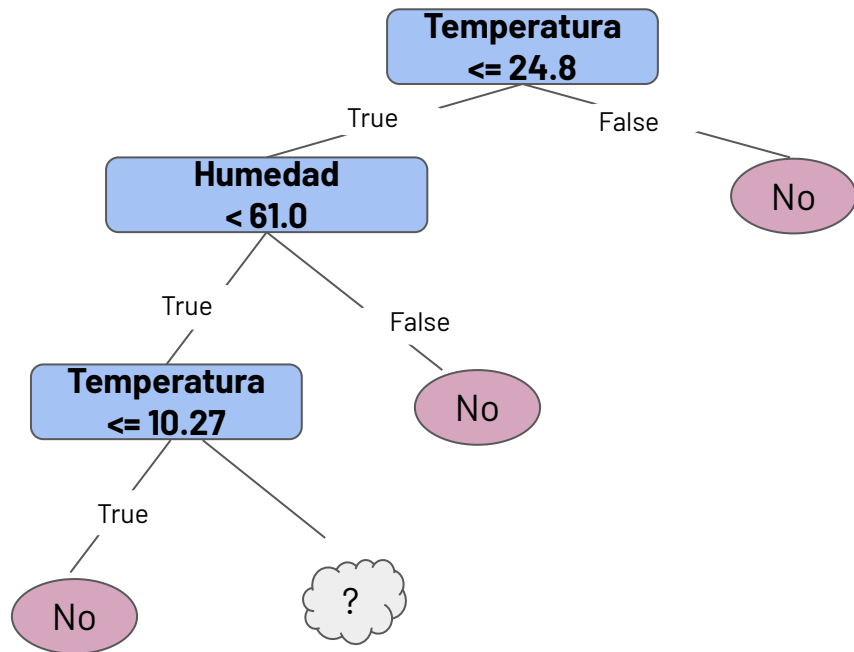 Temperatura
<= 24.8
True
False
Humedad
< 61.0
No
True
False
Temperatura
<= 10.27
No
True
No
?